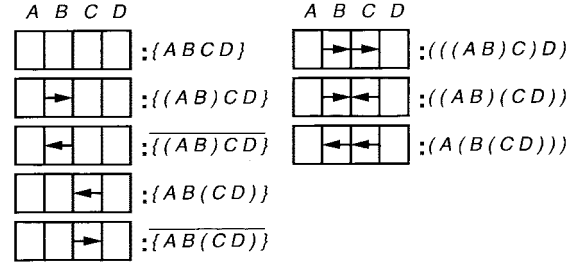 A B C D
:{ABCD}
:{(AB)CD}
:{(AB)CD}
:{AB(CD)}
:{AB(CD)}
A B C D
:(((AB)C)D)
:((AB)(CD))
:(A(B(CD)))